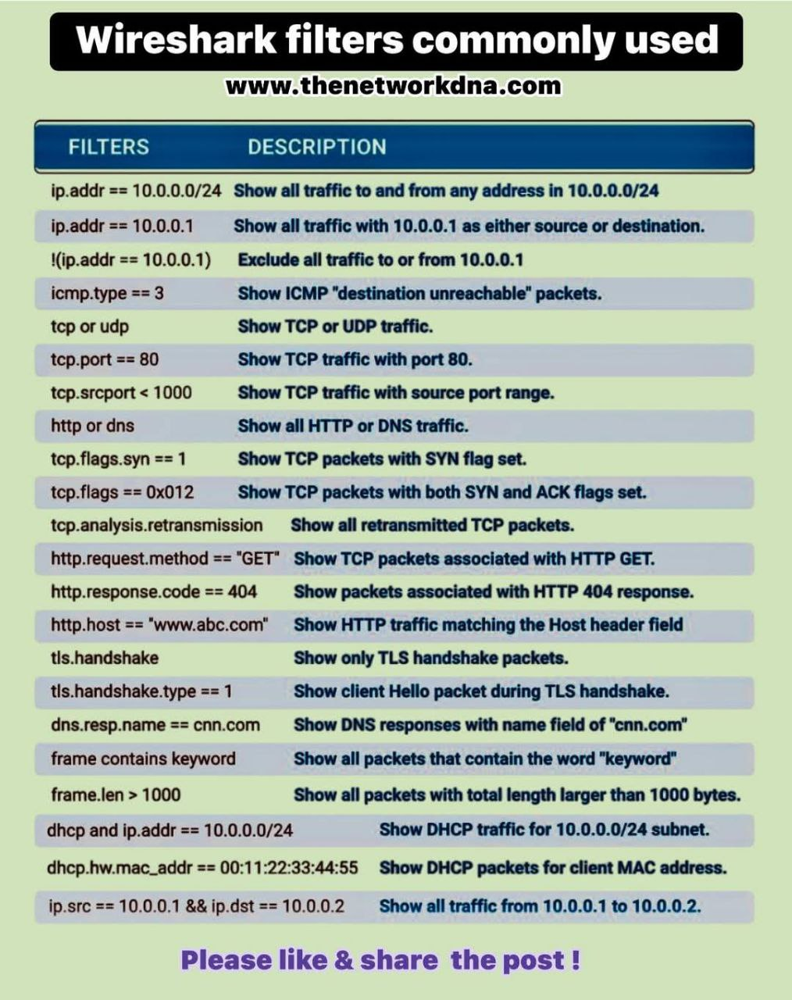 Wireshark filters commonly used
www.thenetworkdna.com
FILTERS DESCRIPTION
ip.addr == 10.0.0.0/24 Show all traffic to and from any address in 10.0.0.0/24
ip.addr == 10.0.0.1 Show all traffic with 10.0.0.1 as either source or destination.
!(ip.addr == 10.0.0.1) Exclude all traffic to or from 10.0.0.1
icmp.type == 3 Show ICMP "destination unreachable" packets.
tcp or udp Show TCP or UDP traffic.
tcp.port == 80 Show TCP traffic with port 80.
tcp.srcport < 1000 Show TCP traffic with source port range.
http or dns Show all HTTP or DNS traffic.
tcp.flags.syn == 1 Show TCP packets with SYN flag set.
tcp.flags == 0x012 Show TCP packets with both SYN and ACK flags set.
tcp.analysis.retransmission Show all retransmitted TCP packets.
http.request.method == "GET" Show TCP packets associated with HTTP GET.
http.response.code == 404 Show packets associated with HTTP 404 response.
http.host == "www.abc.com" Show HTTP traffic matching the Host header field
tls.handshake Show only TLS handshake packets.
tls.handshake.type == 1 Show client Hello packet during TLS handshake.
dns.resp.name == cnn.com Show DNS responses with name field of "cnn.com"
frame contains keyword Show all packets that contain the word "keyword"
frame.len > 1000 Show all packets with total length larger than 1000 bytes.
dhcp and ip.addr == 10.0.0.0/24 Show DHCP traffic for 10.0.0.0/24 subnet.
dhcp.hw.mac_addr == 00:11:22:33:44:55 Show DHCP packets for client MAC address.
ip.src == 10.0.0.1 && ip.dst == 10.0.0.2 Show all traffic from 10.0.0.1 to 10.0.0.2.
Please like & share the post !